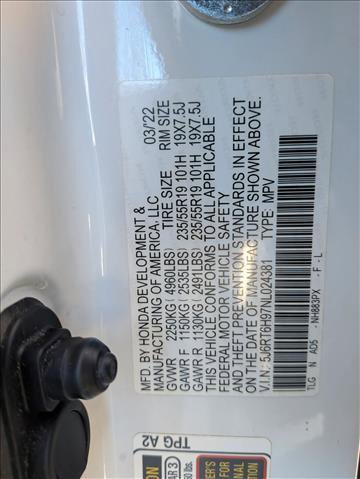 MFD. BY HONDA DEVELOPMENT &
MANUFACTURING OF AMERICA, LLC 03/'22
TIRE SIZE RIM SIZE
GVWR 2250KG ( 4960LBS)
GAWR F 1150KG ( 2535LBS) 235/55R19 101H 19X7.5J
GAWR R 1130KG ( 2491LBS) 235/55R19 101H 19X7.5J
THIS VEHICLE CONFORMS TO ALL APPLICABLE
FEDERAL MOTOR VEHICLE SAFETY
AND THEFT PREVENTION STANDARDS IN EFFECT
ON THE DATE OF MANUFACTURE SHOWN ABOVE.
V.I.N: 5J6RT6H97NL024381 TYPE: MPV
TLG N AD5 -NH883PX -F -L
TPG A2